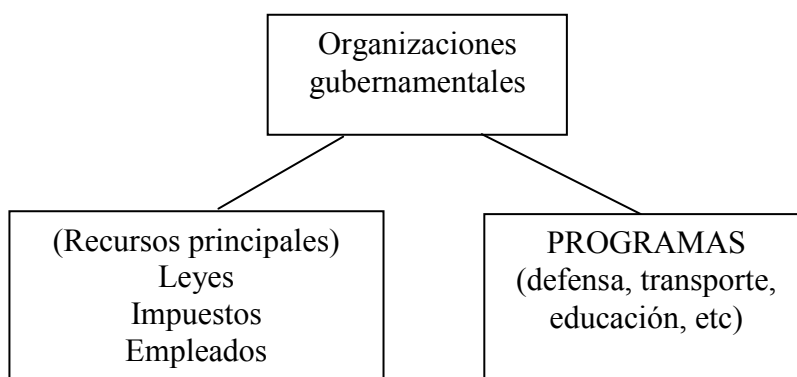 Organizaciones
gubernamentales
(Recursos principales)
Leyes
Impuestos
Empleados
PROGRAMAS
(defensa, transporte,
educación, etc)